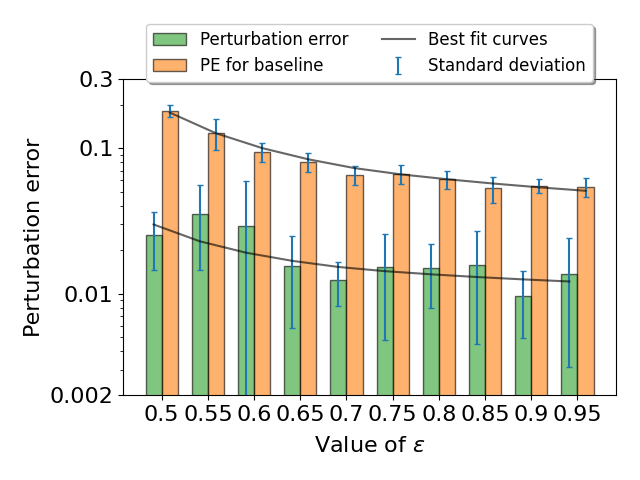 Perturbation error
PE for baseline
Best fit curves
Standard deviation
Perturbation error
0.3
0.1
0.01
0.002
0.5 0.55 0.6 0.65 0.7 0.75 0.8 0.85 0.9 0.95
Value of ε